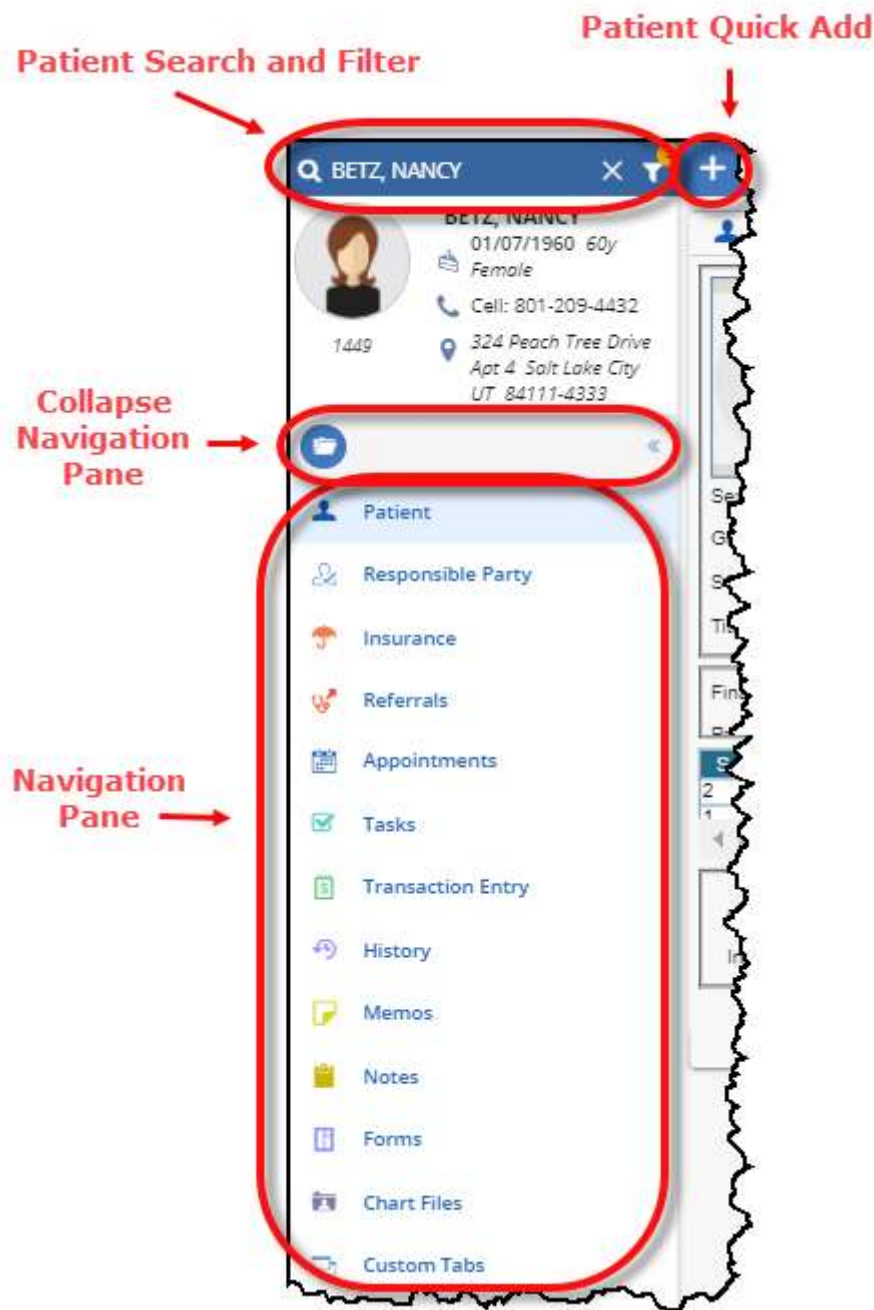 Patient Quick Add
Patient Search and Filter
BETZ, NANCY
BETZ, NANCY
01/07/1960 60y
Female
Cell: 801-209-4432
1449
324 Peach Tree Drive
Apt 4 Salt Lake City
UT 84111-4333
Collapse
Navigation
Pane
Patient
Responsible Party
Insurance
Referrals
Appointments
Navigation
Pane
Tasks
Transaction Entry
History
Memos
Notes
Forms
Chart Files
Custom Tabs
2
1